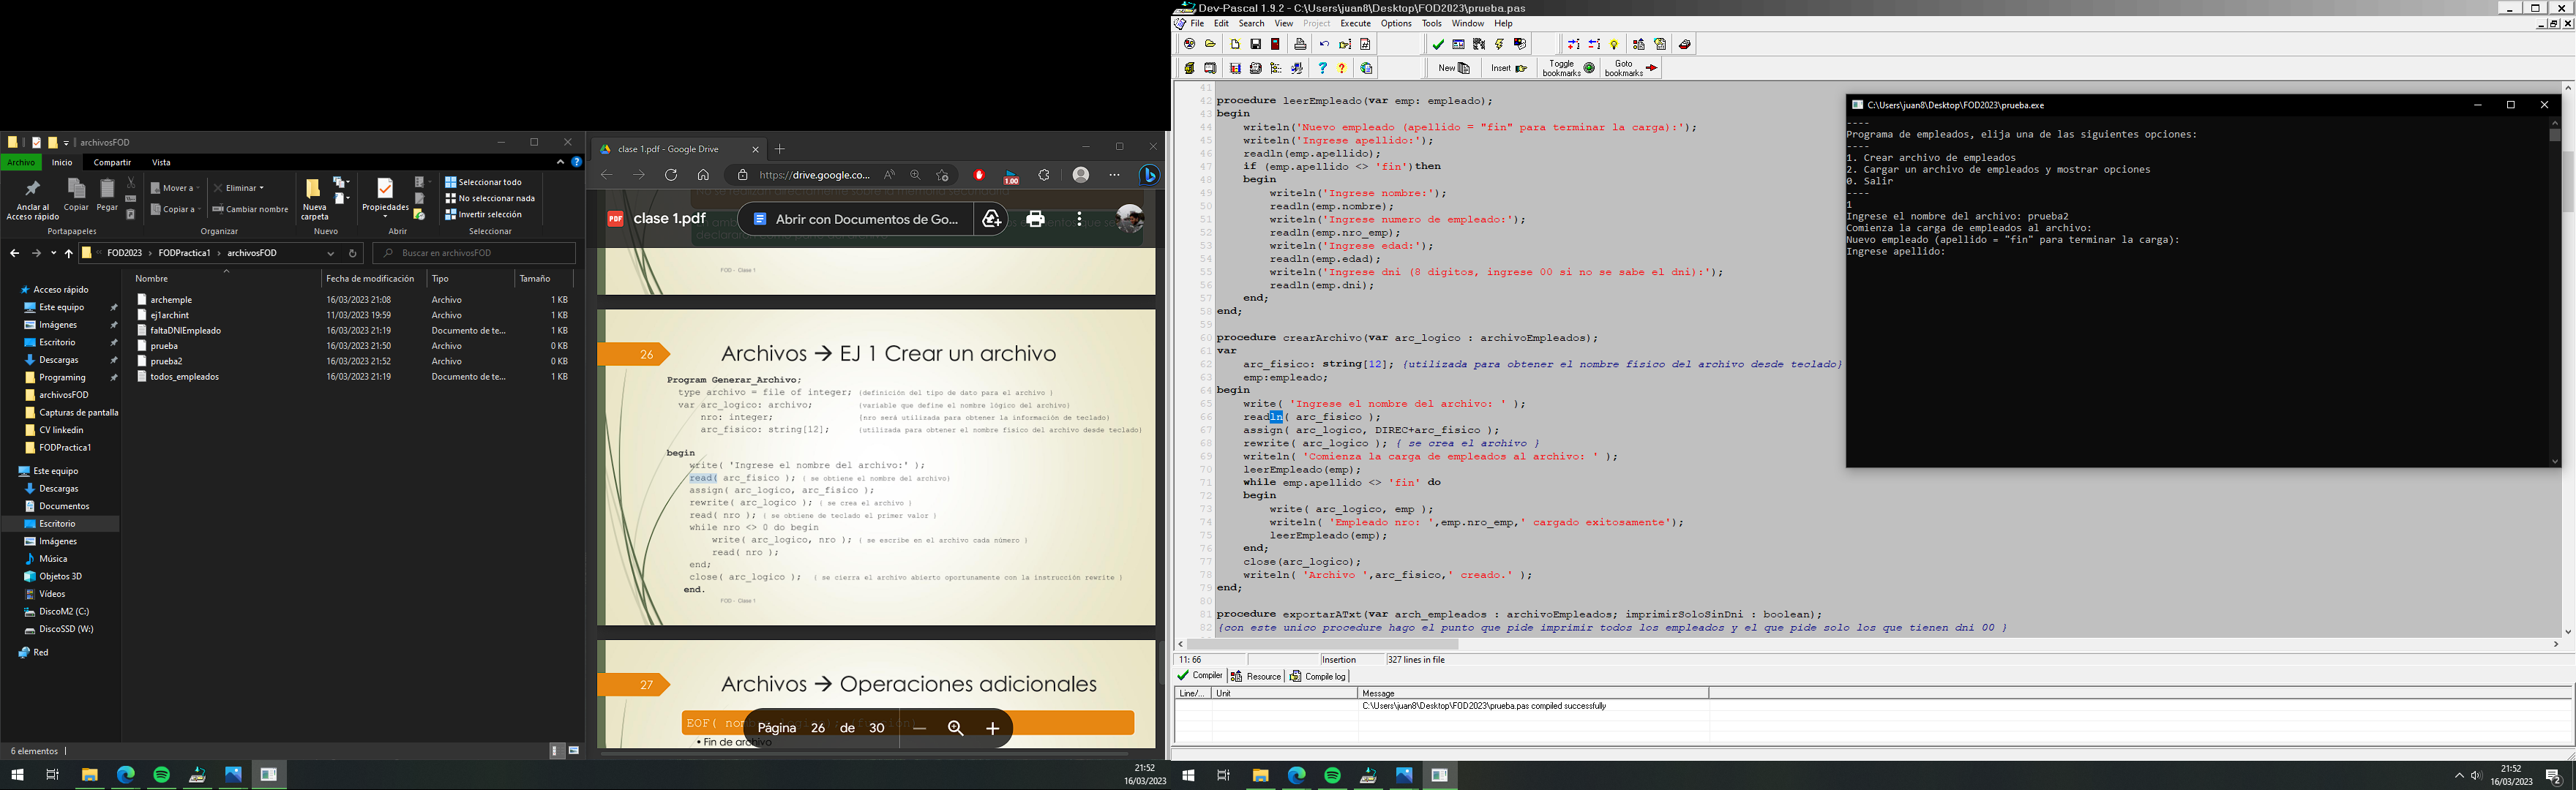 archivosFOD
Archivo Inicio Compartir Vista
Anclar al Acceso rápido
Copiar
Pegar
Mover a
Copiar a
Eliminar
Cambiar nombre
Nueva carpeta
Propiedades
Seleccionar todo
No seleccionar nada
Invertir selección
Portapapeles Organizar Nuevo Abrir Seleccionar
FOD2023 > FODPractica1 > archivosFOD
Buscar en archivosFOD
Nombre Fecha de modificación Tipo Tamaño
archemple 16/03/2023 21:08 Archivo 1 KB
ej1archint 11/03/2023 19:59 Archivo 1 KB
faltaDNIEmpleado 16/03/2023 21:19 Documento de te... 1 KB
prueba 16/03/2023 21:50 Archivo 0 KB
prueba2 16/03/2023 21:52 Archivo 0 KB
todos_empleados 16/03/2023 21:19 Documento de te... 1 KB
Acceso rápido
Este equipo
Imágenes
Escritorio
Descargas
Programing
archivosFOD
Capturas de pantalla
CV linkedin
FODPractica1
Este equipo
Descargas
Documentos
Escritorio
Imágenes
Música
Objetos 3D
Vídeos
DiscoM2 (C:)
DiscoSSD (W:)
Red
6 elementos
clase 1.pdf - Google Drive
https://drive.google.co...
1.00
PDF clase 1.pdf
Abrir con Documentos de Go...
FOD - Clase 1
26
Archivos → EJ 1 Crear un archivo
Program Generar_Archivo;
type archivo = file of integer; {definición del tipo de dato para el archivo }
var arc_logico: archivo; {variable que define el nombre lógico del archivo}
nro: integer; {nro será utilizada para obtener la información de teclado}
arc_fisico: string[12]; {utilizada para obtener el nombre físico del archivo desde teclado}
begin
write( 'Ingrese el nombre del archivo:' );
read( arc_fisico ); { se obtiene el nombre del archivo}
assign( arc_logico, arc_fisico );
rewrite( arc_logico ); { se crea el archivo }
read( nro ); { se obtiene de teclado el primer valor }
while nro <> 0 do begin
write( arc_logico, nro ); { se escribe en el archivo cada número }
read( nro );
end;
close( arc_logico ); { se cierra el archivo abierto oportunamente con la instrucción rewrite }
end.
FOD - Clase 1
27
Archivos → Operaciones adicionales
EOF(
Página 26 de 30
• Fin de archivo
21:52
16/03/2023
Dev-Pascal 1.9.2 - C:\Users\juan8\Desktop\FOD2023\prueba.pas
File Edit Search View Project Execute Options Tools Window Help
New Insert Toggle bookmarks Goto bookmarks
41
42 procedure leerEmpleado(var emp: empleado);
43 begin
44 writeln('Nuevo empleado (apellido = "fin" para terminar la carga):');
45 writeln('Ingrese apellido:');
46 readln(emp.apellido);
47 if (emp.apellido <> 'fin')then
48 begin
49 writeln('Ingrese nombre:');
50 readln(emp.nombre);
51 writeln('Ingrese numero de empleado:');
52 readln(emp.nro_emp);
53 writeln('Ingrese edad:');
54 readln(emp.edad);
55 writeln('Ingrese dni (8 digitos, ingrese 00 si no se sabe el dni):');
56 readln(emp.dni);
57 end;
58 end;
59
60 procedure crearArchivo(var arc_logico : archivoEmpleados);
61 var
62 arc_fisico: string[12]; {utilizada para obtener el nombre fisico del archivo desde teclado}
63 emp:empleado;
64 begin
65 write( 'Ingrese el nombre del archivo: ' );
66 readln( arc_fisico );
67 assign( arc_logico, DIREC+arc_fisico );
68 rewrite( arc_logico ); { se crea el archivo }
69 writeln( 'Comienza la carga de empleados al archivo: ' );
70 leerEmpleado(emp);
71 while emp.apellido <> 'fin' do
72 begin
73 write( arc_logico, emp );
74 writeln( 'Empleado nro: ',emp.nro_emp,' cargado exitosamente');
75 leerEmpleado(emp);
76 end;
77 close(arc_logico);
78 writeln( 'Archivo ',arc_fisico,' creado.' );
79 end;
80
81 procedure exportarATxt(var arch_empleados : archivoEmpleados; imprimirSoloSinDni : boolean);
82 {con este unico procedure hago el punto que pide imprimir todos los empleados y el que pide solo los que tienen dni 00 }
11: 66 Insertion 327 lines in file
Compiler Resource Compile log
Line/... Unit Message
C:\Users\juan8\Desktop\FOD2023\prueba.pas compiled successfully
C:\Users\juan8\Desktop\FOD2023\prueba.exe
----
Programa de empleados, elija una de las siguientes opciones:
----
1. Crear archivo de empleados
2. Cargar un archivo de empleados y mostrar opciones
0. Salir
----
1
Ingrese el nombre del archivo: prueba2
Comienza la carga de empleados al archivo:
Nuevo empleado (apellido = "fin" para terminar la carga):
Ingrese apellido:
21:52
16/03/2023
2